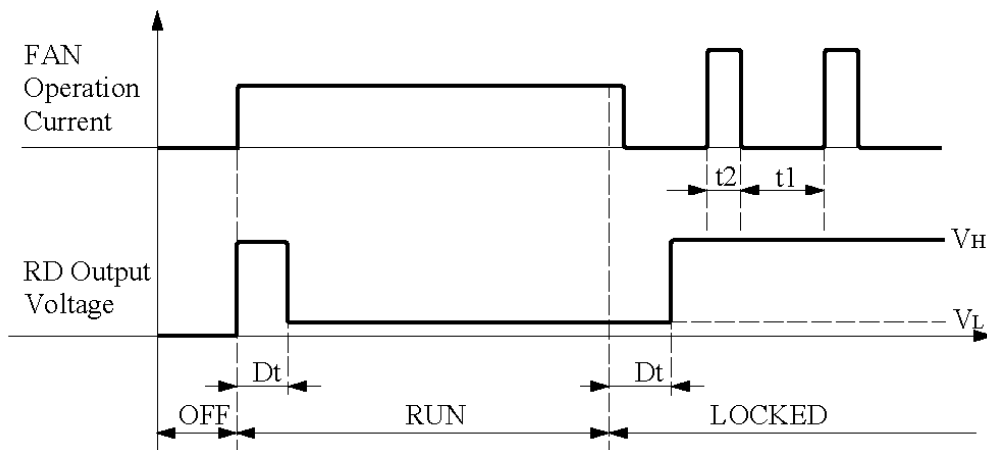 FAN
Operation
Current
t2
t1
VH
RD Output
Voltage
VL
Dt
Dt
OFF
RUN
LOCKED